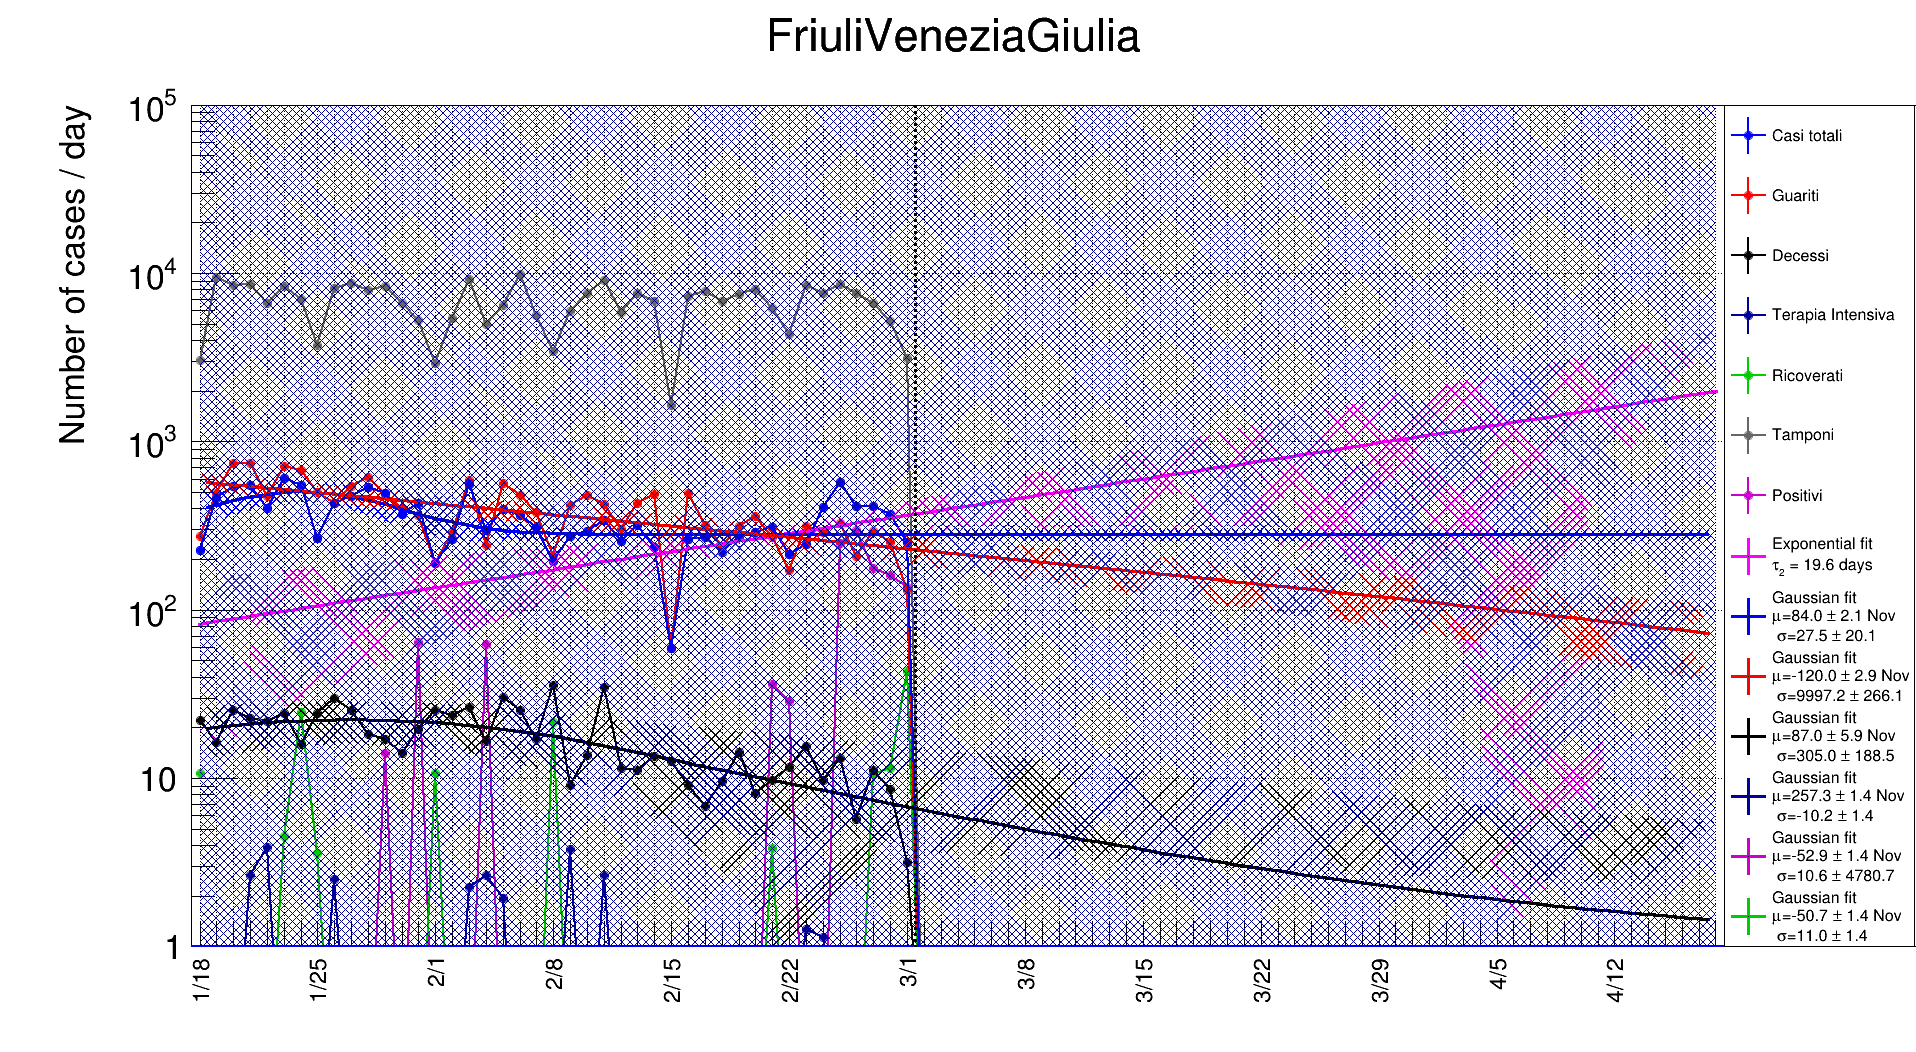 FriuliVeneziaGiulia
Number of cases / day
10^5
10^4
10^3
10^2
10
1
1/18
1/25
2/1
2/8
2/15
2/22
3/1
3/8
3/15
3/22
3/29
4/5
4/12
Casi totali
Guariti
Decessi
Terapia Intensiva
Ricoverati
Tamponi
Positivi
Exponential fit
τ₂ = 19.6 days
Gaussian fit
μ=84.0 ± 2.1 Nov
σ=27.5 ± 20.1
Gaussian fit
μ=-120.0 ± 2.9 Nov
σ=9997.2 ± 266.1
Gaussian fit
μ=87.0 ± 5.9 Nov
σ=305.0 ± 188.5
Gaussian fit
μ=257.3 ± 1.4 Nov
σ=-10.2 ± 1.4
Gaussian fit
μ=-52.9 ± 1.4 Nov
σ=10.6 ± 4780.7
Gaussian fit
μ=-50.7 ± 1.4 Nov
σ=11.0 ± 1.4